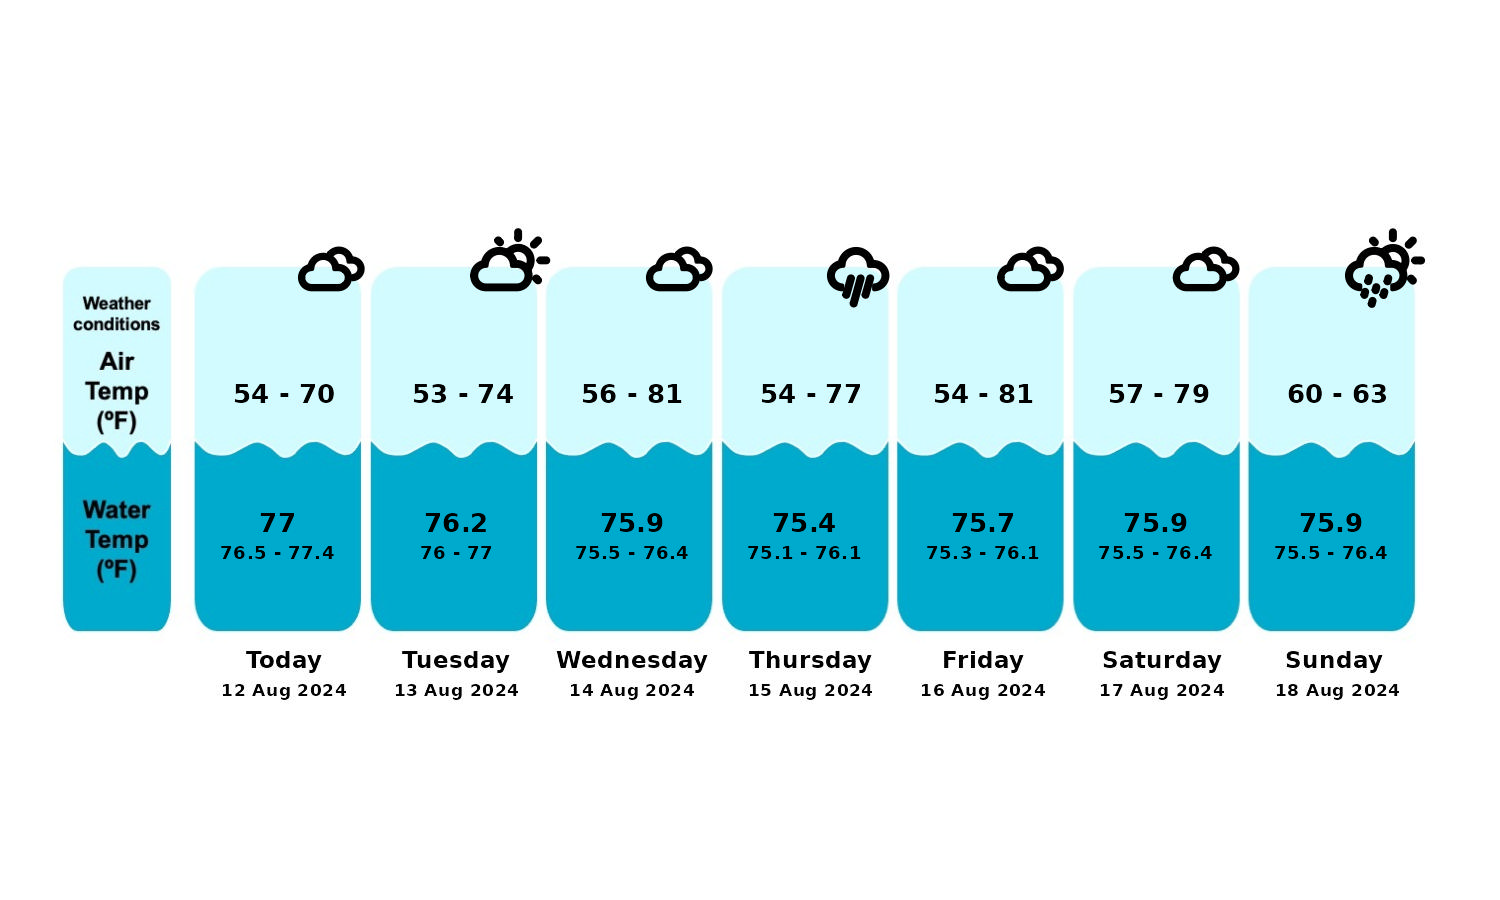 Weather
conditions
Air
Temp
(ºF)
Water
Temp
(ºF)
54 - 70
77
76.5 - 77.4
Today
12 Aug 2024
53 - 74
76.2
76 - 77
Tuesday
13 Aug 2024
56 - 81
75.9
75.5 - 76.4
Wednesday
14 Aug 2024
54 - 77
75.4
75.1 - 76.1
Thursday
15 Aug 2024
54 - 81
75.7
75.3 - 76.1
Friday
16 Aug 2024
57 - 79
75.9
75.5 - 76.4
Saturday
17 Aug 2024
60 - 63
75.9
75.5 - 76.4
Sunday
18 Aug 2024